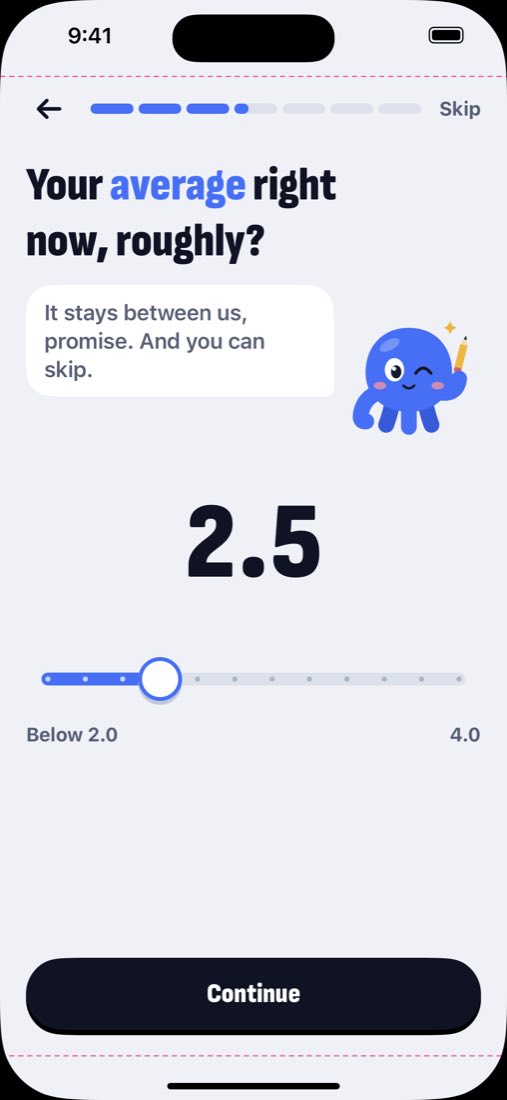 9:41
Skip
Your average right
now, roughly?
It stays between us,
promise. And you can
skip.
2.5
Below 2.0
4.0
Continue